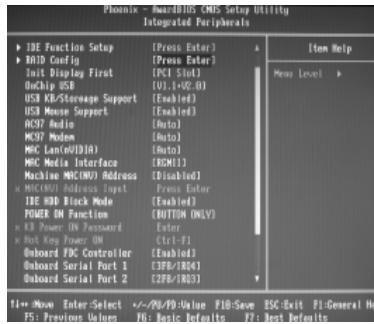 Phoenix - AwardBIOS CMOS Setup Utility
Integrated Peripherals
IDE Function Setup [Press Enter]
RAID Config [Press Enter]
Init Display First [PCI Slot]
OnChip USB [V1.1+V2.0]
USB KB/Storeage Support [Enabled]
USB Mouse Support [Enabled]
AC97 Audio [Auto]
MC97 Modem [Auto]
MAC Lan(nVIDIA) [Auto]
MAC Media Interface [RGMII]
Machine MAC(NV) Address [Disabled]
x MAC(NV) Address Input Press Enter
IDE HDD Block Mode [Enabled]
POWER ON Function [BUTTON ONLY]
x KB Power ON Password Enter
x Hot Key Power ON Ctrl-F1
Onboard FDC Controller [Enabled]
Onboard Serial Port 1 [3F8/IRQ4]
Onboard Serial Port 2 [2F8/IRQ3]
Item Help
Menu Level
↑↓→←:Move Enter:Select +/-/PU/PD:Value F10:Save ESC:Exit F1:General H
F5: Previous Values F6: Basic Defaults F7: Best Defaults